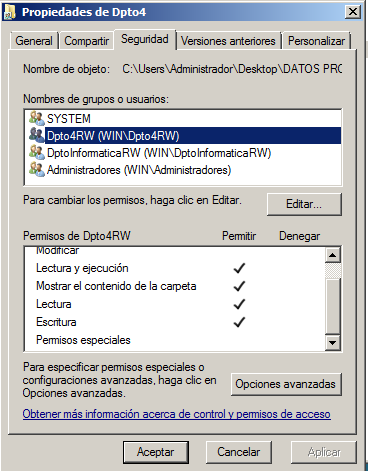 Propiedades de Dpto4
General
Compartir
Seguridad
Versiones anteriores
Personalizar
Nombre de objeto: C:\Users\Administrador\Desktop\DATOS PRO
Nombres de grupos o usuarios:
SYSTEM
Dpto4RW (WIN\Dpto4RW)
DptoInformaticaRW (WIN\DptoInformaticaRW)
Administradores (WIN\Administradores)
Para cambiar los permisos, haga clic en Editar.
Editar...
Permisos de Dpto4RW Permitir Denegar
Modificar
Lectura y ejecución
Mostrar el contenido de la carpeta
Lectura
Escritura
Permisos especiales
Para especificar permisos especiales o
configuraciones avanzadas, haga clic en
Opciones avanzadas.
Opciones avanzadas
Obtener más información acerca de control y permisos de acceso
Aceptar
Cancelar
Aplicar